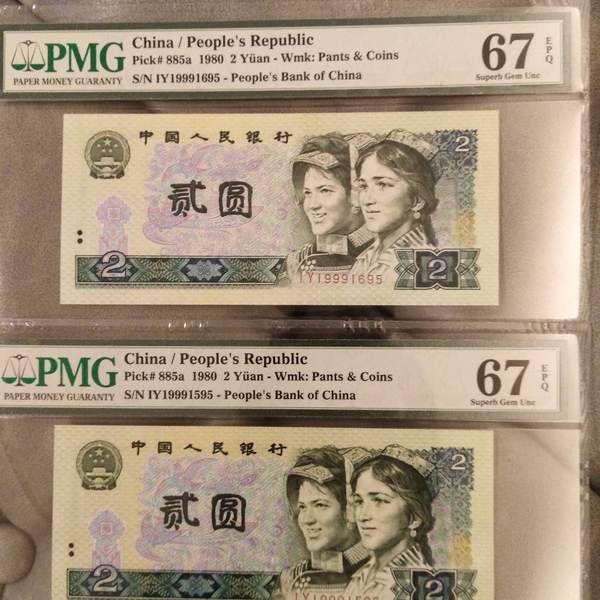 PMG
PAPER MONEY GUARANTY
China / People's Republic
Pick# 885a 1980 2 Yüan - Wmk: Pants & Coins
S/N IY19991695 - People's Bank of China
67 EPQ
Superb Gem Unc
中国人民银行
2
贰圆
2
2
IY19991695
PMG
PAPER MONEY GUARANTY
China / People's Republic
Pick# 885a 1980 2 Yüan - Wmk: Pants & Coins
S/N IY19991595 - People's Bank of China
67 EPQ
Superb Gem Unc
中国人民银行
2
贰圆
2
2
IY19991595